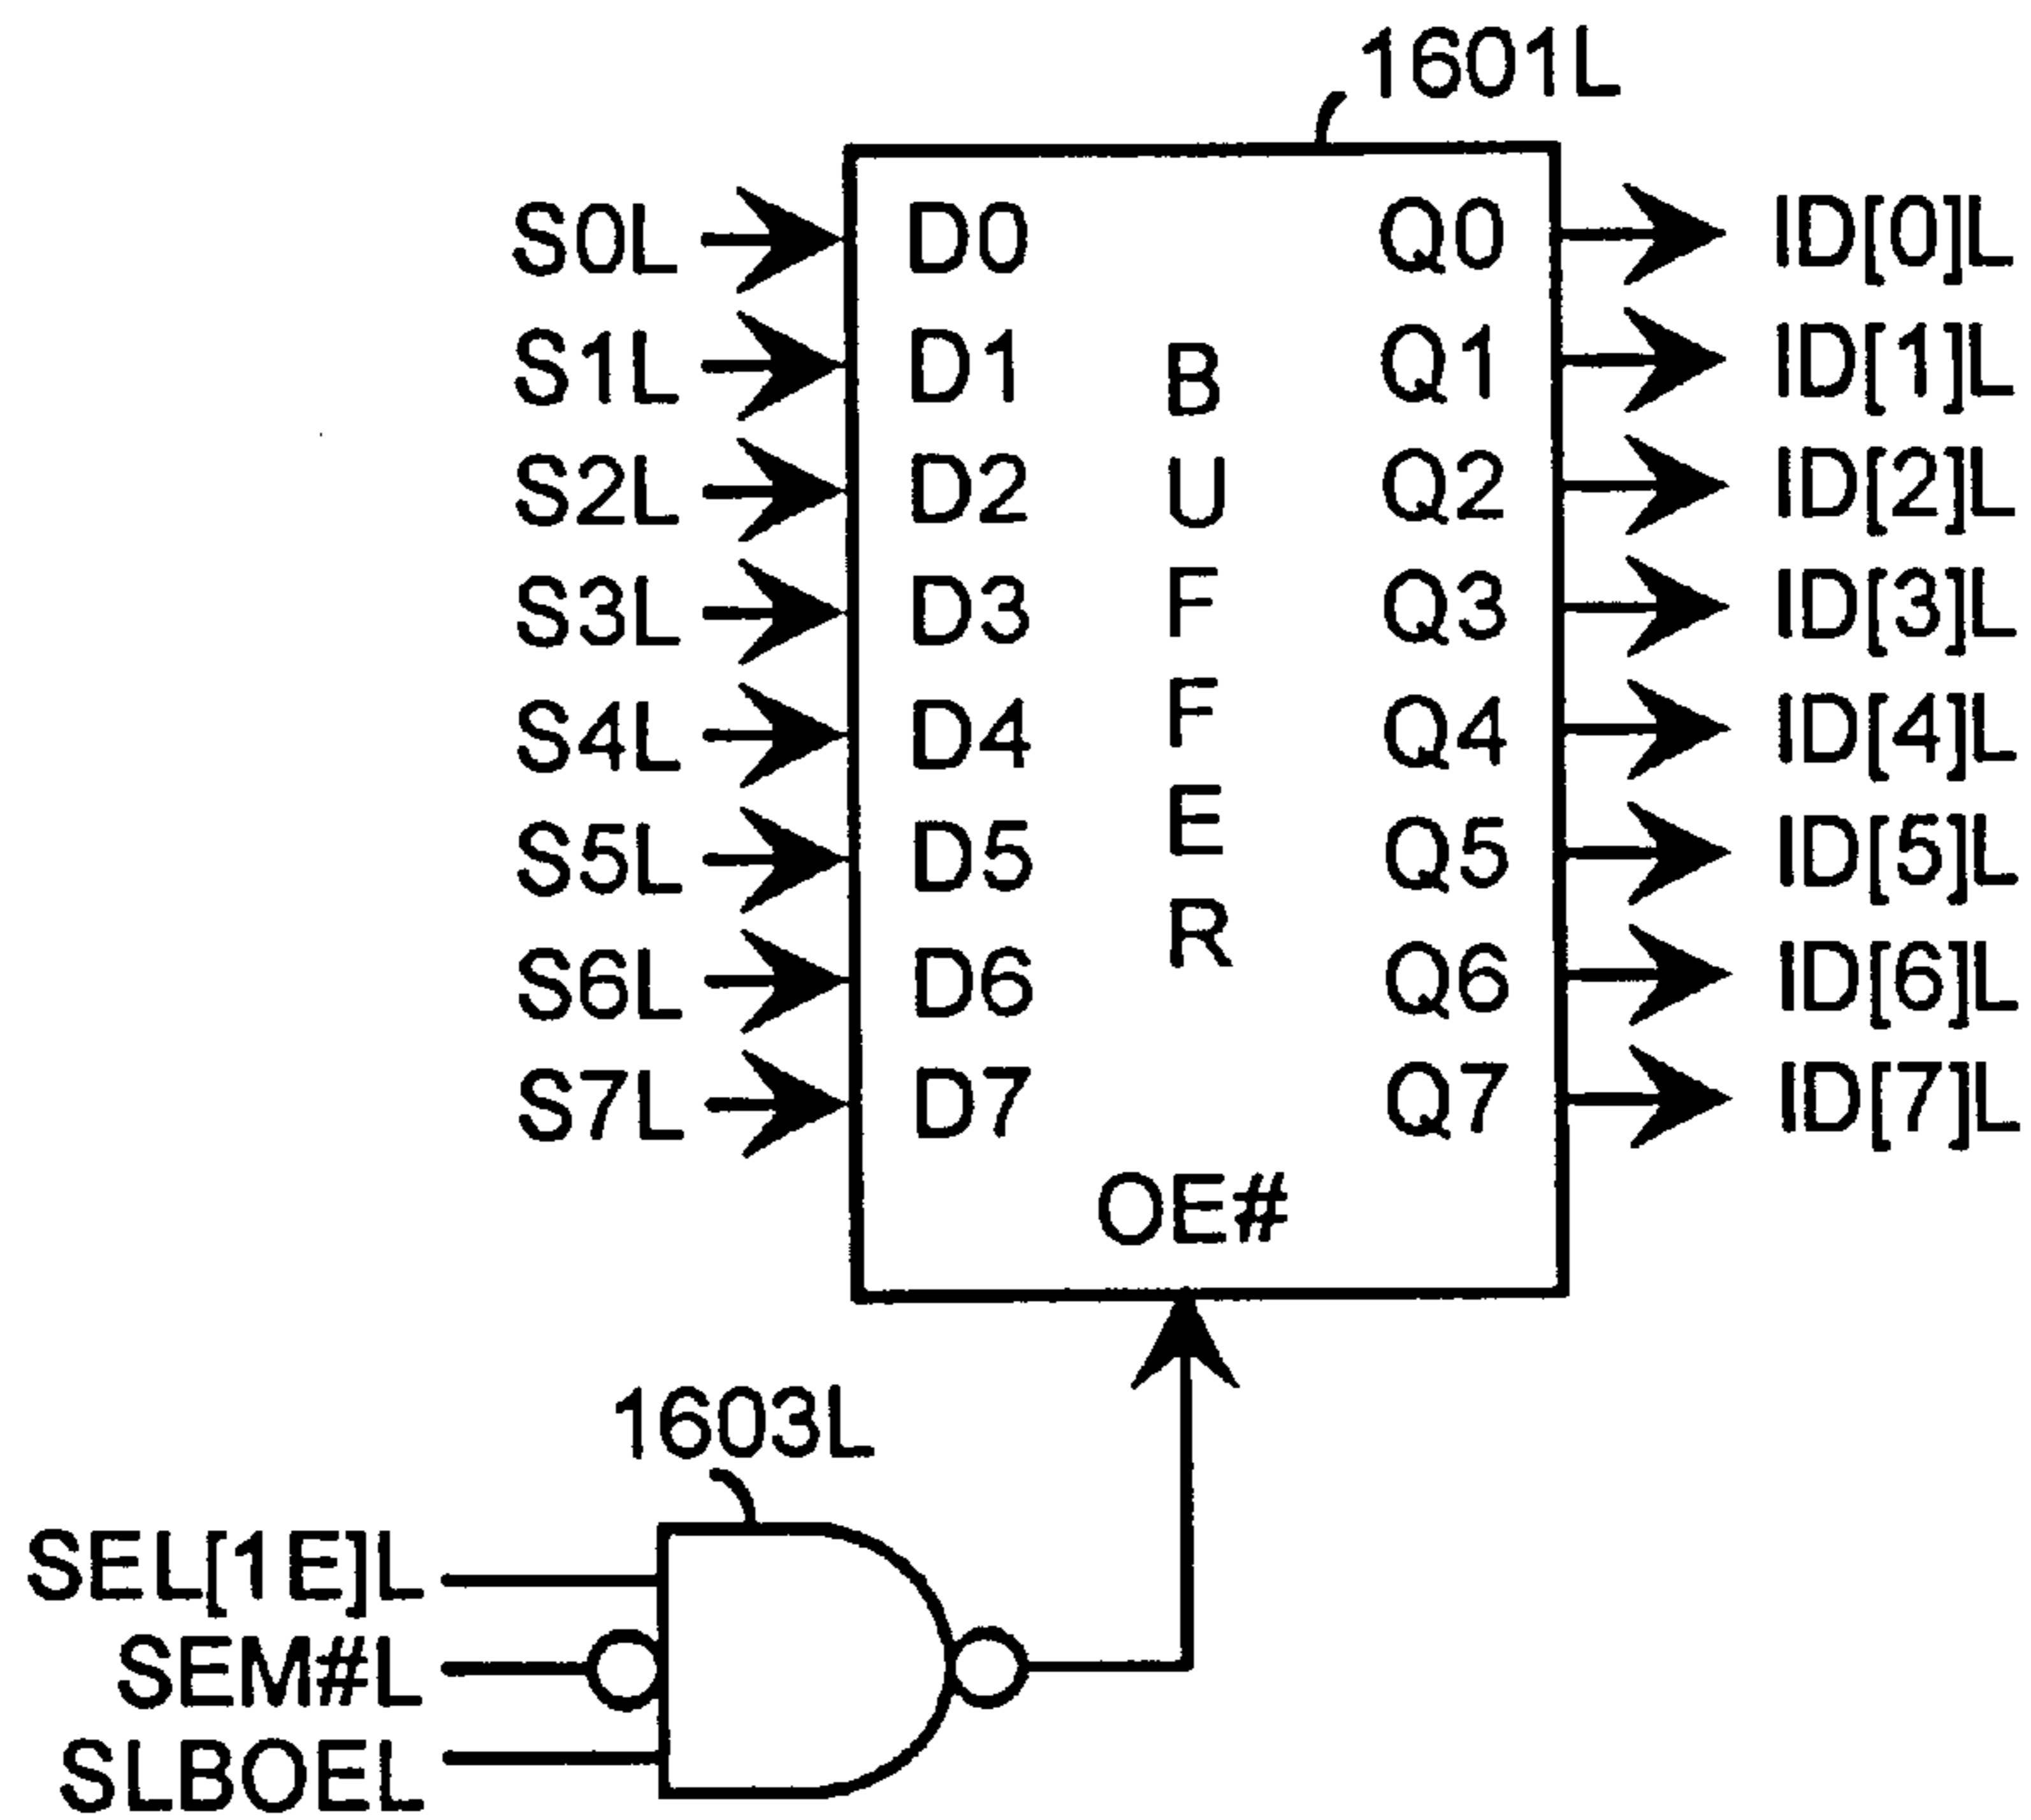 1601L
S0L D0 Q0 ID[0]L
S1L D1 Q1 ID[1]L
S2L D2 Q2 ID[2]L
S3L D3 Q3 ID[3]L
S4L D4 Q4 ID[4]L
S5L D5 Q5 ID[5]L
S6L D6 Q6 ID[6]L
S7L D7 Q7 ID[7]L
BUFFER
OE#
1603L
SEL[1E]L
SEM#L
SLBOEL